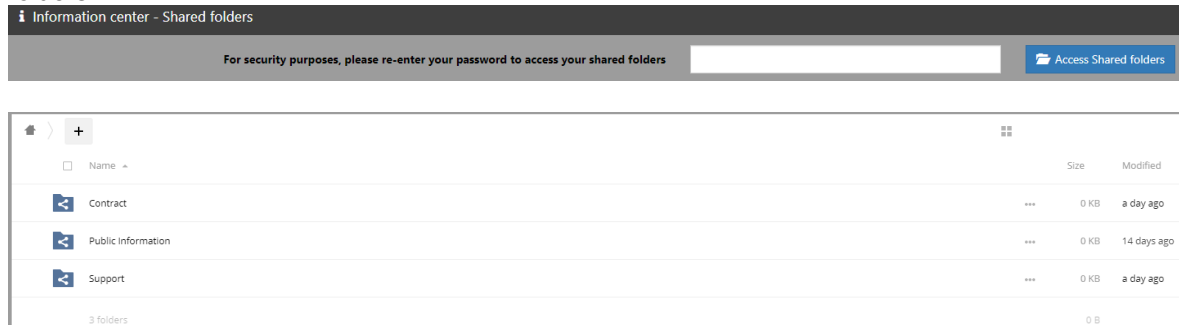 Information center - Shared folders
For security purposes, please re-enter your password to access your shared folders Access Shared folders
+
Name Size Modified
Contract ... 0 KB a day ago
Public Information ... 0 KB 14 days ago
Support ... 0 KB a day ago
3 folders 0 B